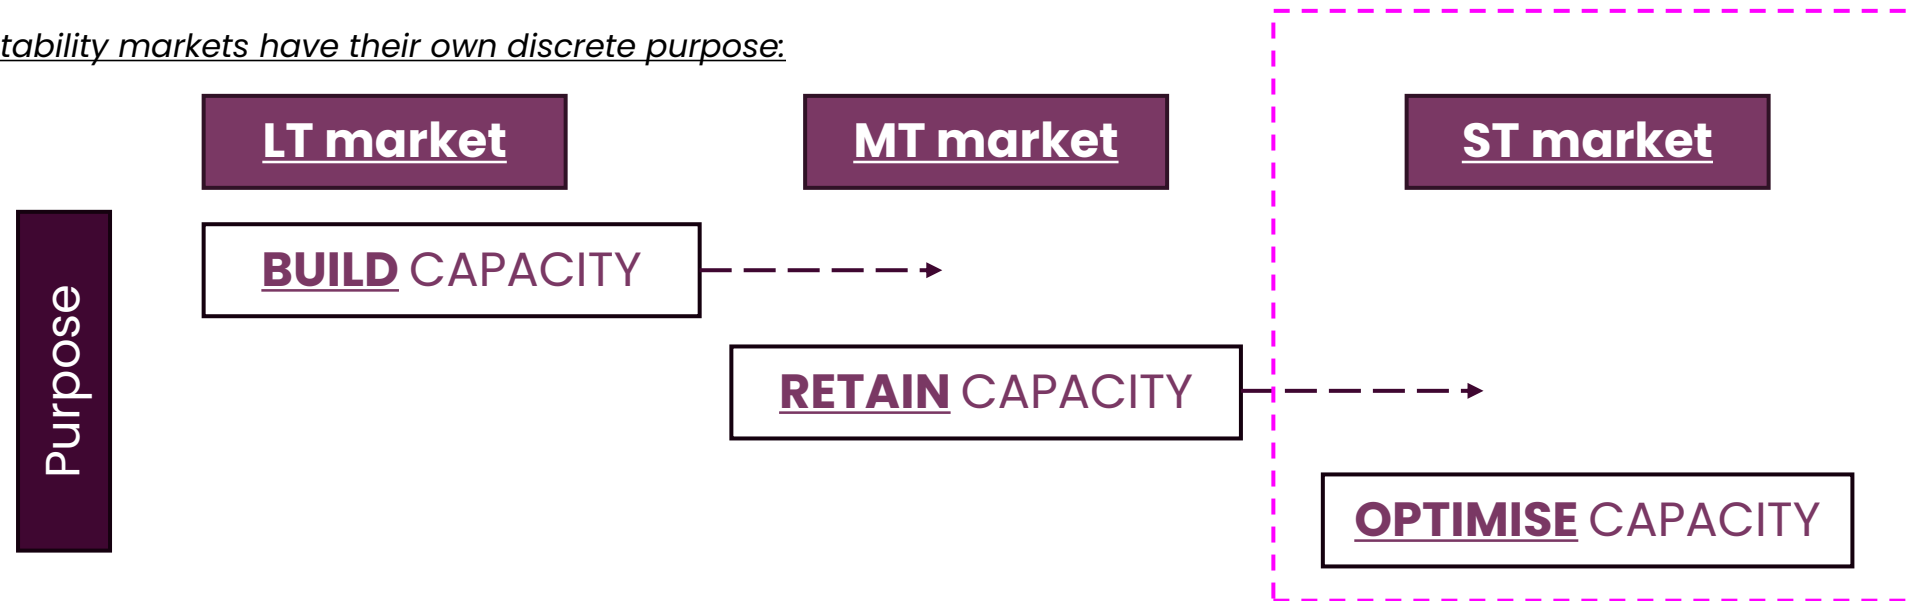 tability markets have their own discrete purpose:
LT market
MT market
ST market
Purpose
BUILD CAPACITY
RETAIN CAPACITY
OPTIMISE CAPACITY